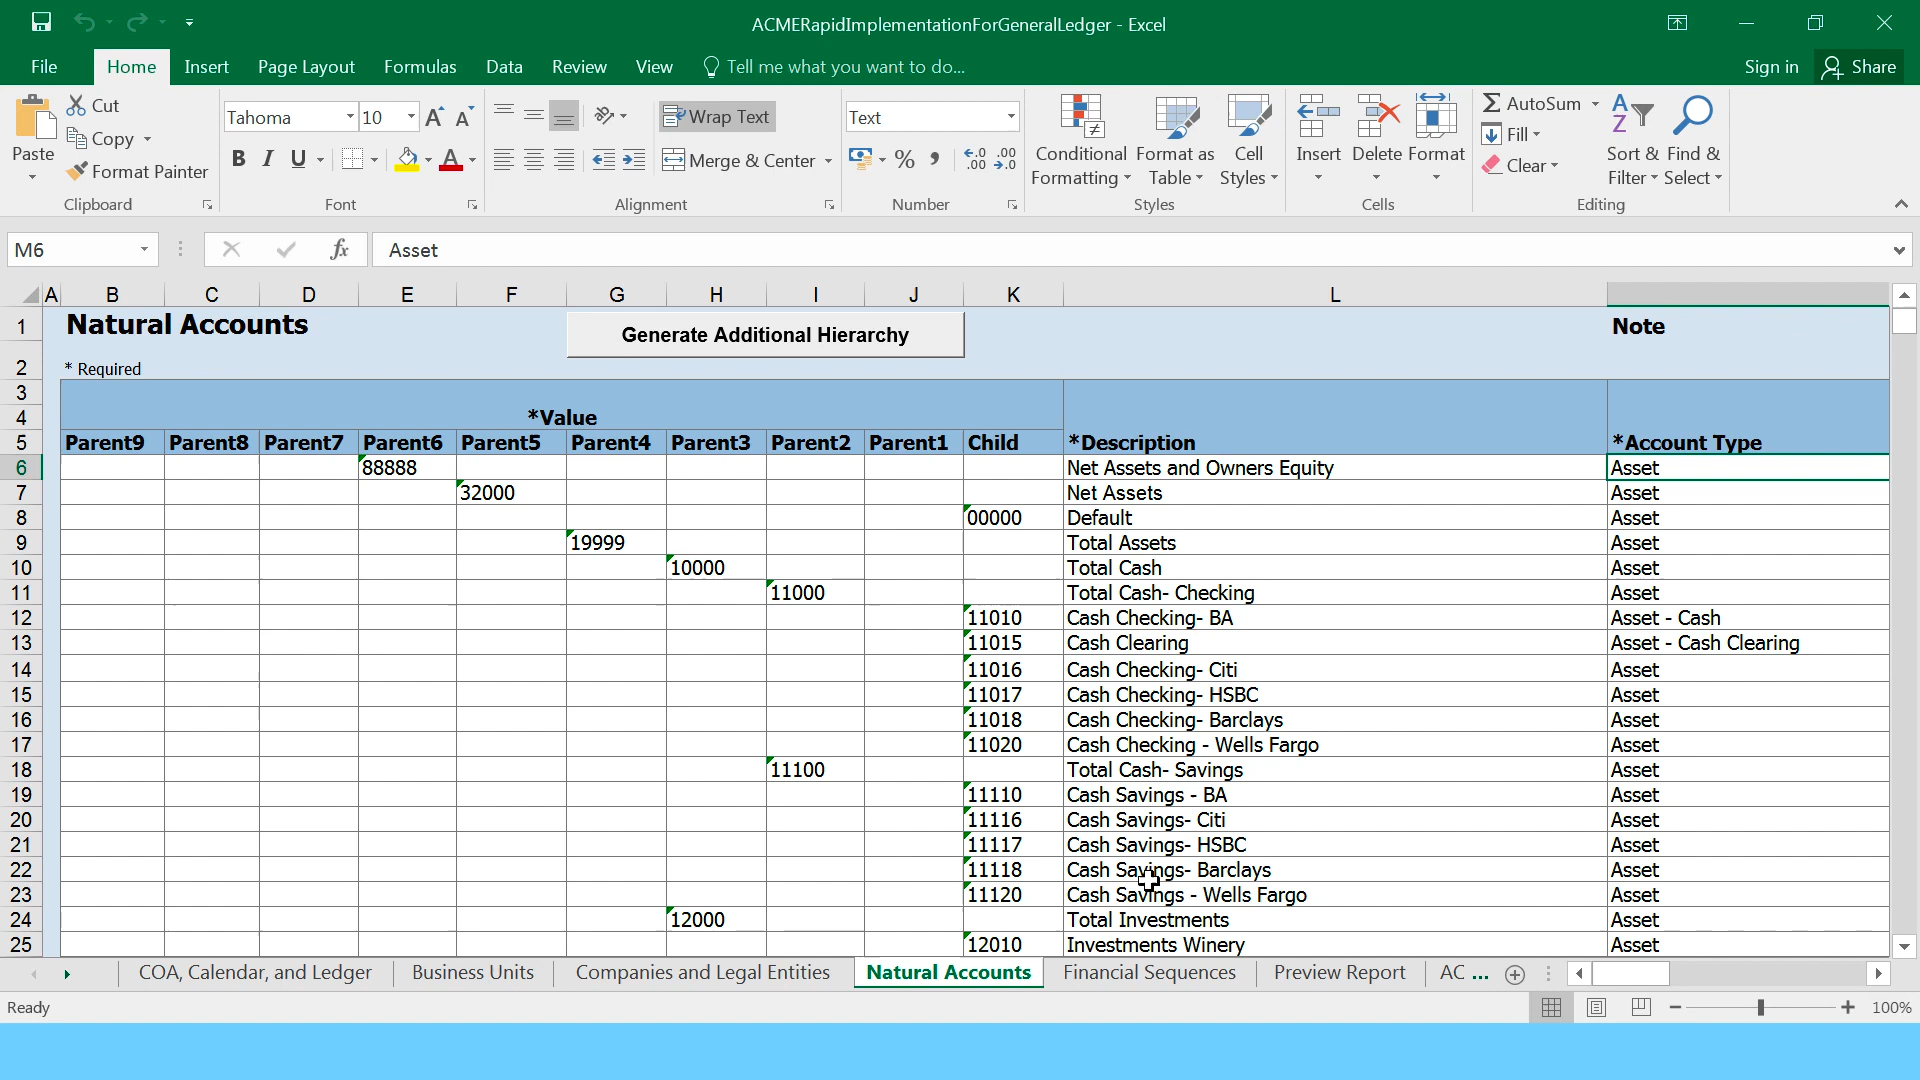 ACMERapidImplementationForGeneralLedger - Excel
File Home Insert Page Layout Formulas Data Review View Tell me what you want to do... Sign in Share
Paste Cut Copy Format Painter Clipboard
Tahoma 10 A A B I U A Font
Wrap Text Merge & Center Alignment
Text % , .0 .00 .00 .0 Number
Conditional Formatting Format as Table Cell Styles Styles
Insert Delete Format Cells
AutoSum Fill Clear Sort & Filter Find & Select Editing
M6 fx Asset
A B C D E F G H I J K L
1 Natural Accounts Generate Additional Hierarchy Note
2 * Required
3
4 *Value
5 Parent9 Parent8 Parent7 Parent6 Parent5 Parent4 Parent3 Parent2 Parent1 Child *Description *Account Type
6 88888 Net Assets and Owners Equity Asset
7 32000 Net Assets Asset
8 00000 Default Asset
9 19999 Total Assets Asset
10 10000 Total Cash Asset
11 11000 Total Cash- Checking Asset
12 11010 Cash Checking- BA Asset - Cash
13 11015 Cash Clearing Asset - Cash Clearing
14 11016 Cash Checking- Citi Asset
15 11017 Cash Checking- HSBC Asset
16 11018 Cash Checking- Barclays Asset
17 11020 Cash Checking - Wells Fargo Asset
18 11100 Total Cash- Savings Asset
19 11110 Cash Savings - BA Asset
20 11116 Cash Savings- Citi Asset
21 11117 Cash Savings- HSBC Asset
22 11118 Cash Savings- Barclays Asset
23 11120 Cash Savings - Wells Fargo Asset
24 12000 Total Investments Asset
25 12010 Investments Winery Asset
COA, Calendar, and Ledger Business Units Companies and Legal Entities Natural Accounts Financial Sequences Preview Report AC ...
Ready 100%